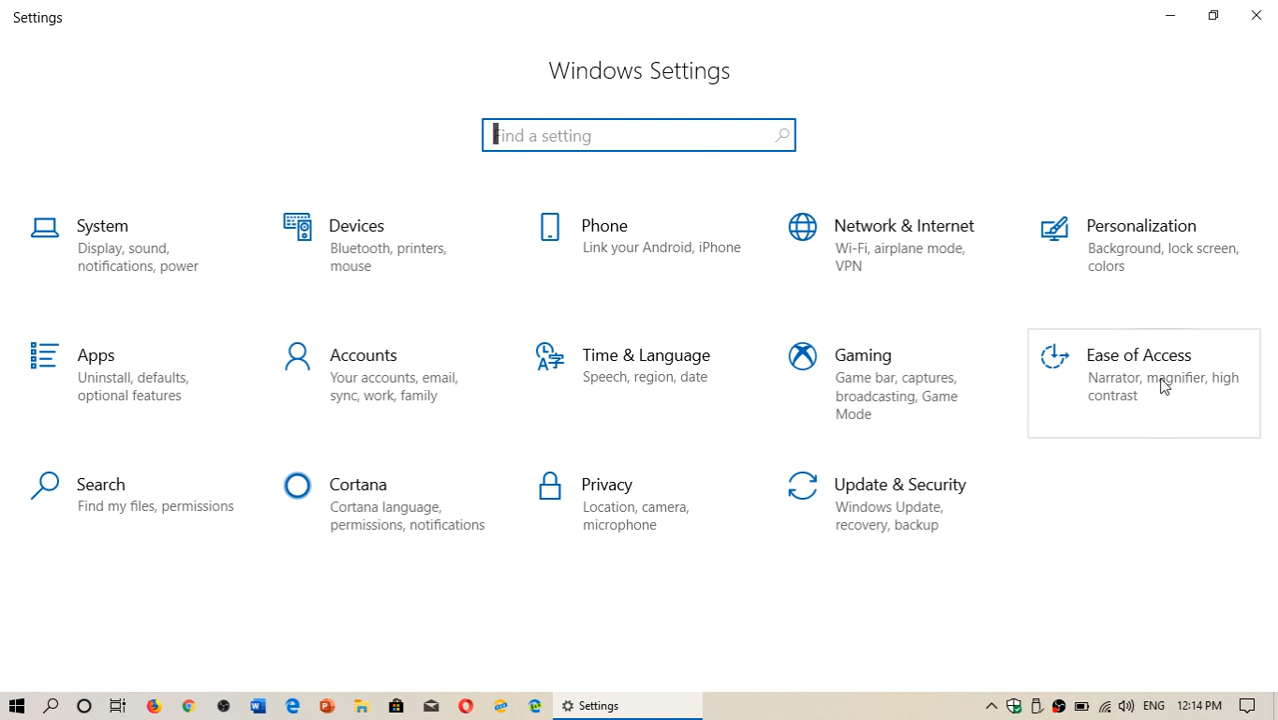 Settings
Windows Settings
Find a setting
System
Display, sound,
notifications, power
Devices
Bluetooth, printers,
mouse
Phone
Link your Android, iPhone
Network & Internet
Wi-Fi, airplane mode,
VPN
Personalization
Background, lock screen,
colors
Apps
Uninstall, defaults,
optional features
Accounts
Your accounts, email,
sync, work, family
Time & Language
Speech, region, date
Gaming
Game bar, captures,
broadcasting, Game
Mode
Ease of Access
Narrator, magnifier, high
contrast
Search
Find my files, permissions
Cortana
Cortana language,
permissions, notifications
Privacy
Location, camera,
microphone
Update & Security
Windows Update,
recovery, backup
Settings
ENG
12:14 PM